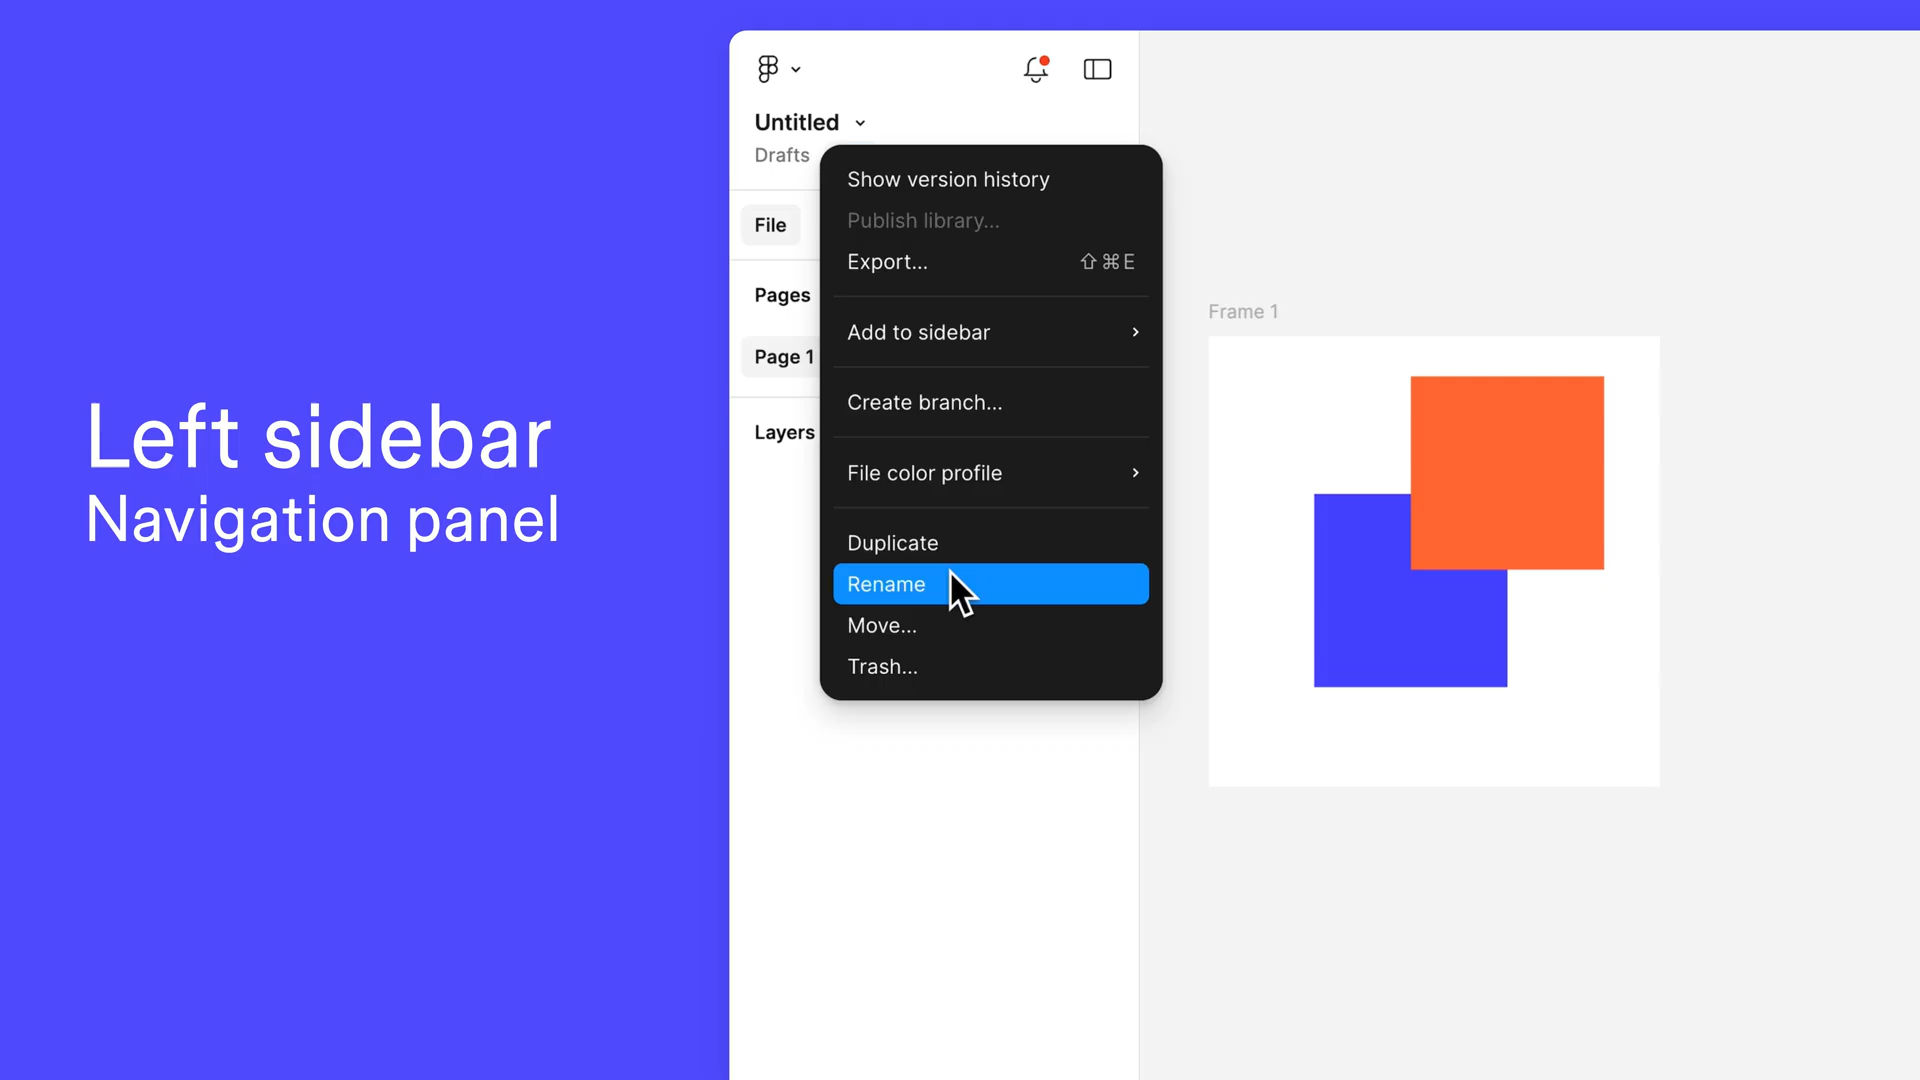 Left sidebar
Navigation panel
Untitled
Drafts
File
Pages
Page 1
Layers
Show version history
Publish library...
Export... ⇧⌘E
Add to sidebar
Create branch...
File color profile
Duplicate
Rename
Move...
Trash...
Frame 1